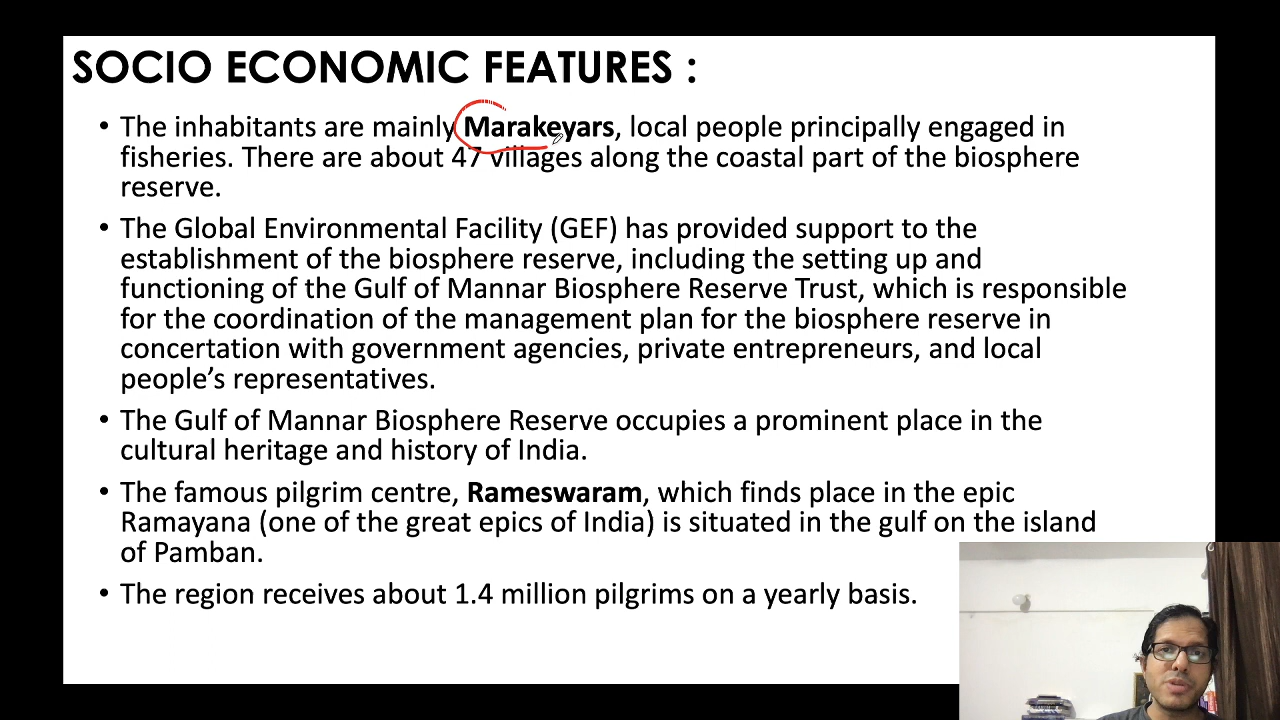 SOCIO ECONOMIC FEATURES :
• The inhabitants are mainly Marakeyars, local people principally engaged in
fisheries. There are about 47 villages along the coastal part of the biosphere
reserve.
• The Global Environmental Facility (GEF) has provided support to the
establishment of the biosphere reserve, including the setting up and
functioning of the Gulf of Mannar Biosphere Reserve Trust, which is responsible
for the coordination of the management plan for the biosphere reserve in
concertation with government agencies, private entrepreneurs, and local
people’s representatives.
• The Gulf of Mannar Biosphere Reserve occupies a prominent place in the
cultural heritage and history of India.
• The famous pilgrim centre, Rameswaram, which finds place in the epic
Ramayana (one of the great epics of India) is situated in the gulf on the island
of Pamban.
• The region receives about 1.4 million pilgrims on a yearly basis.